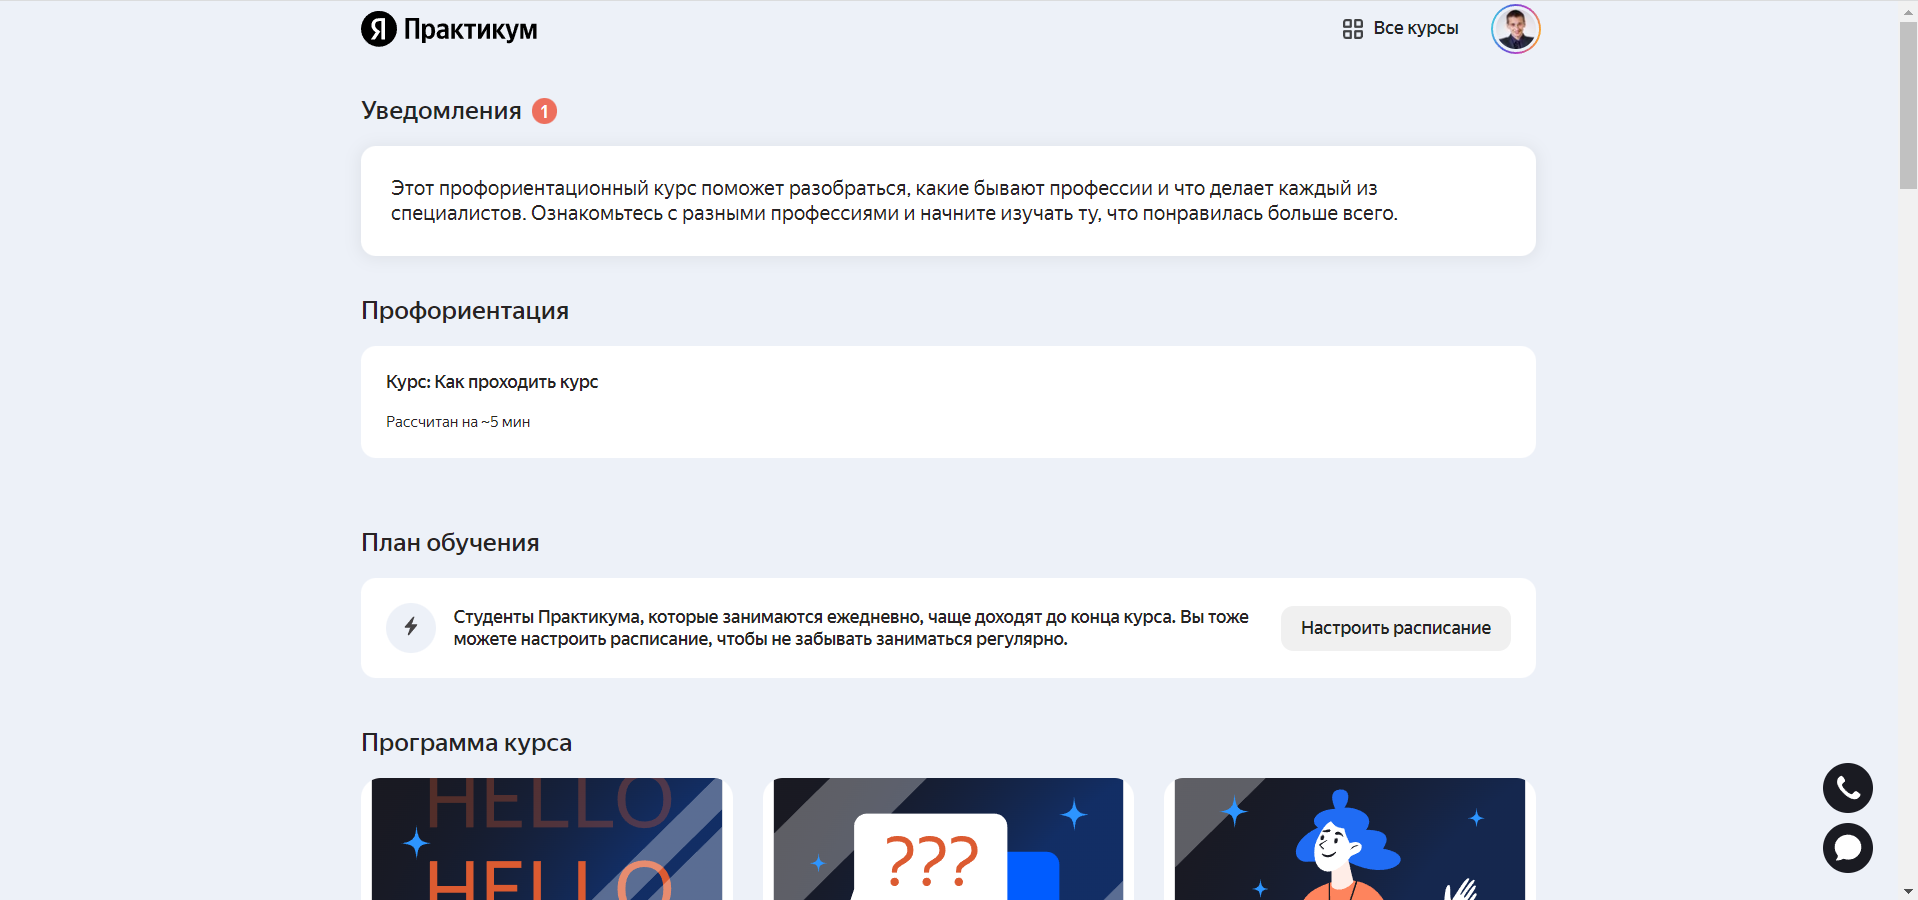 Я Практикум
Все курсы
Уведомления 1
Этот профориентационный курс поможет разобраться, какие бывают профессии и что делает каждый из
специалистов. Ознакомьтесь с разными профессиями и начните изучать ту, что понравилась больше всего.
Профориентация
Курс: Как проходить курс
Рассчитан на ~5 мин
План обучения
Студенты Практикума, которые занимаются ежедневно, чаще доходят до конца курса. Вы тоже
можете настроить расписание, чтобы не забывать заниматься регулярно.
Настроить расписание
Программа курса
HELLO
HELLO
???